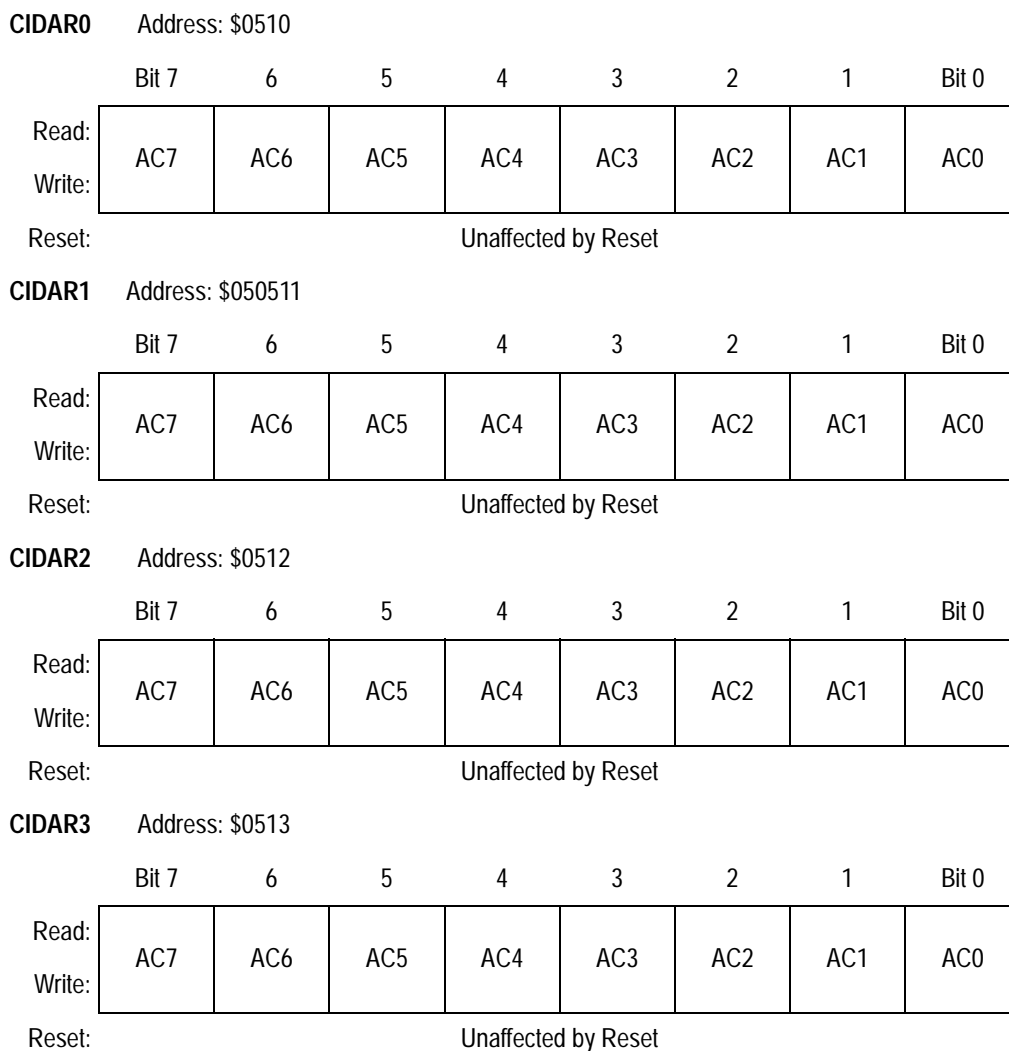 CIDAR0 Address: $0510
Bit 7 6 5 4 3 2 1 Bit 0
Read:
AC7 AC6 AC5 AC4 AC3 AC2 AC1 AC0
Write:
Reset: Unaffected by Reset
CIDAR1 Address: $050511
Bit 7 6 5 4 3 2 1 Bit 0
Read:
AC7 AC6 AC5 AC4 AC3 AC2 AC1 AC0
Write:
Reset: Unaffected by Reset
CIDAR2 Address: $0512
Bit 7 6 5 4 3 2 1 Bit 0
Read:
AC7 AC6 AC5 AC4 AC3 AC2 AC1 AC0
Write:
Reset: Unaffected by Reset
CIDAR3 Address: $0513
Bit 7 6 5 4 3 2 1 Bit 0
Read:
AC7 AC6 AC5 AC4 AC3 AC2 AC1 AC0
Write:
Reset: Unaffected by Reset